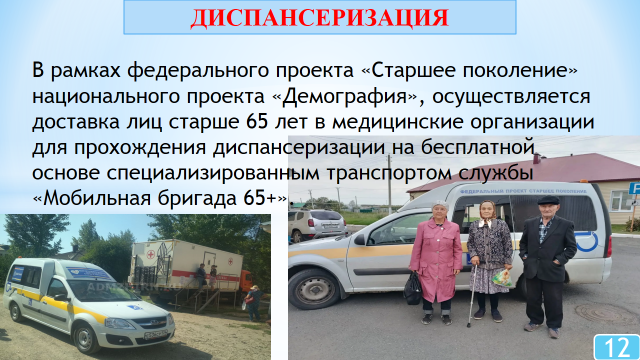 ДИСПАНСЕРИЗАЦИЯ
В рамках федерального проекта «Старшее поколение»
национального проекта «Демография», осуществляется
доставка лиц старше 65 лет в медицинские организации
для прохождения диспансеризации на бесплатной
основе специализированным транспортом службы
«Мобильная бригада 65+».
ФЕДЕРАЛЬНЫЙ ПРОЕКТ СТАРШЕЕ ПОКОЛЕНИЕ
12